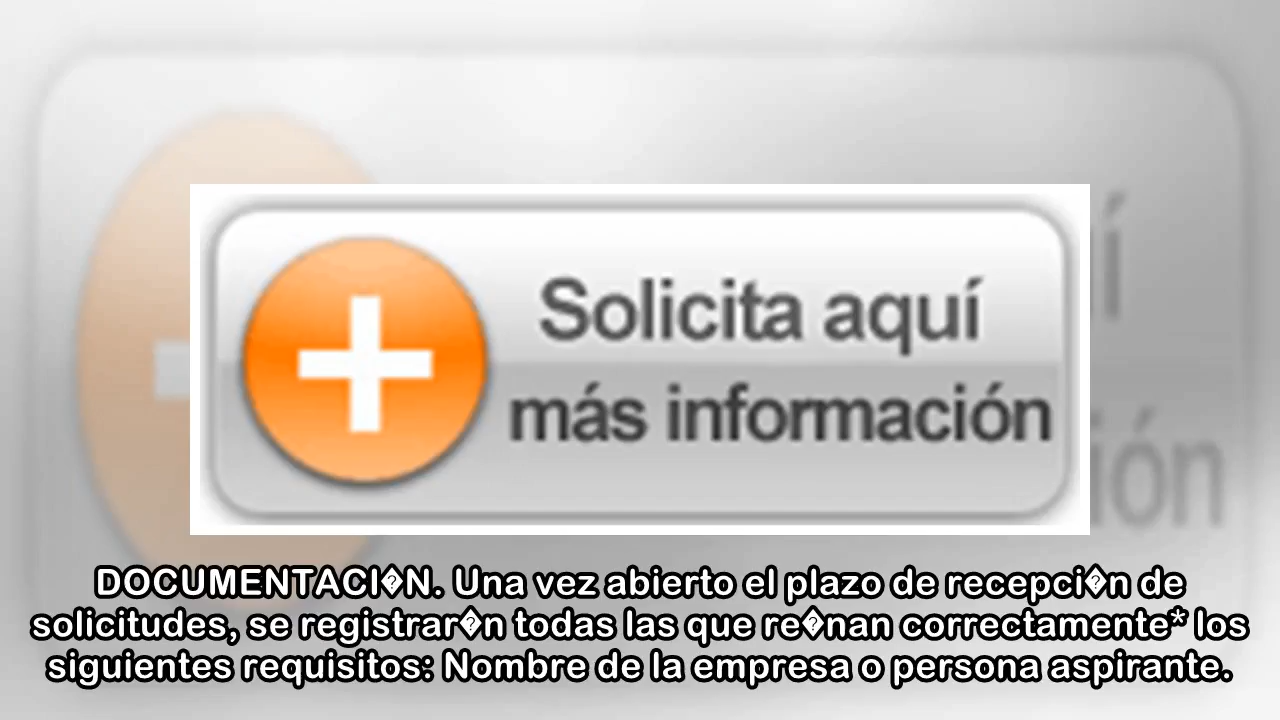 Solicita aquí
más información
DOCUMENTACI�N. Una vez abierto el plazo de recepci�n de
solicitudes, se registrar�n todas las que re�nan correctamente* los
siguientes requisitos: Nombre de la empresa o persona aspirante.
í
ión